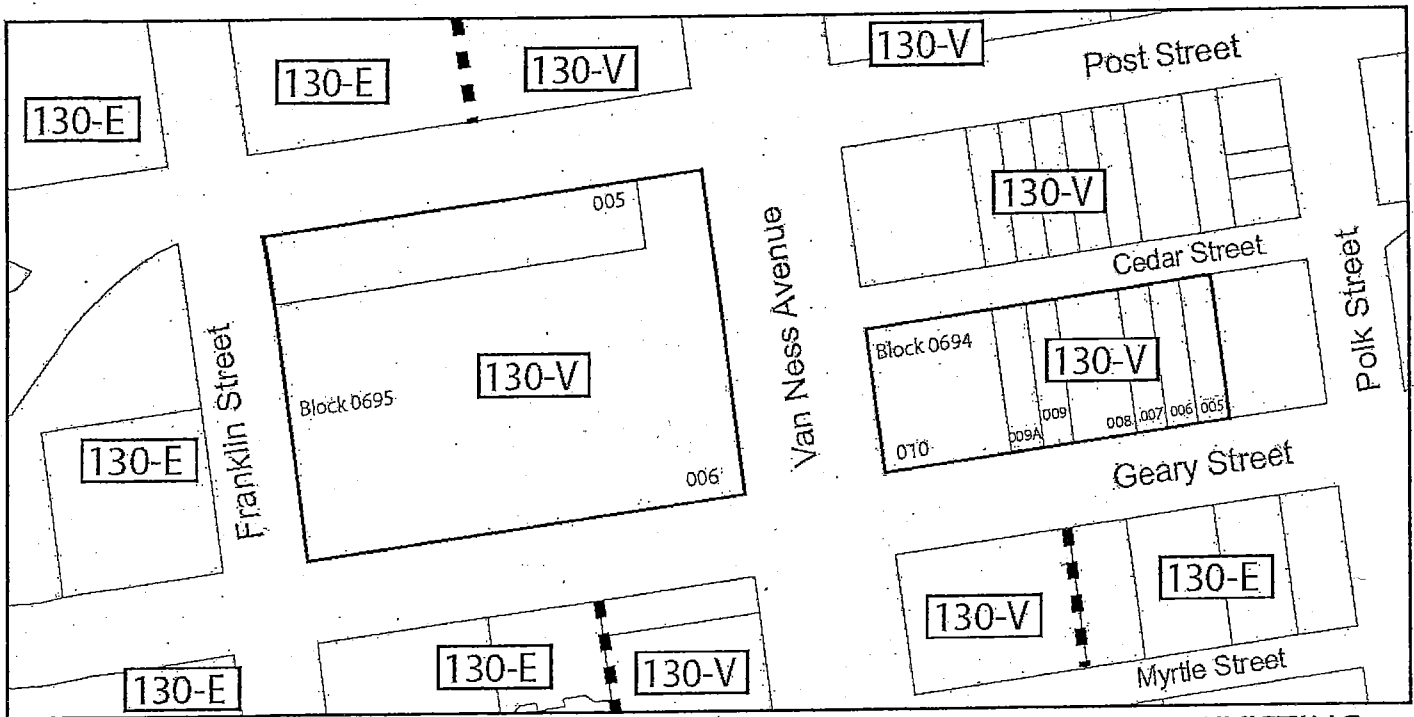 130-V
Post Street
130-E
130-V
130-E
130-V
005
Cedar Street
Van Ness Avenue
Polk Street
Franklin Street
Block 0694
130-V
130-V
Block 0695
009A
009
008
007
006
005
010
130-E
006
Geary Street
130-V
130-E
130-E
130-V
130-E
Myrtle Street